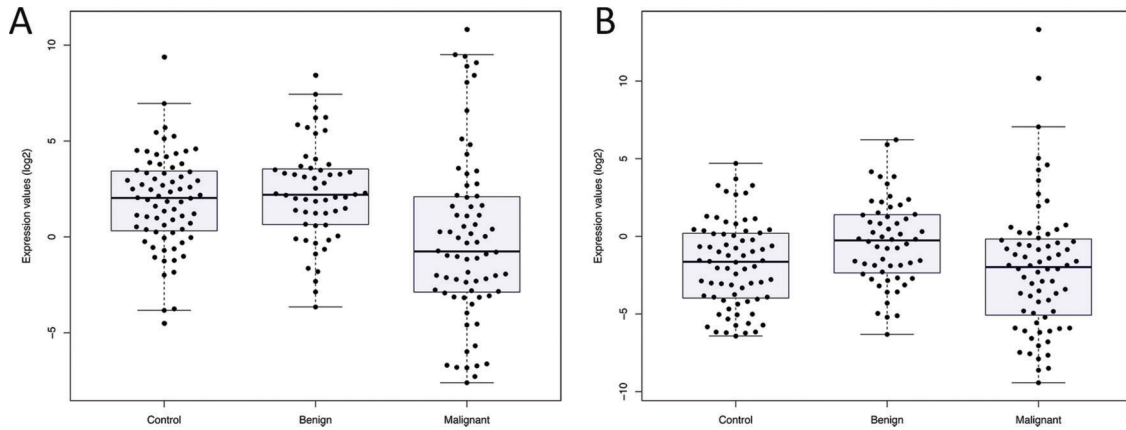 A
Expression values (log2)
10
5
0
−5
Control Benign Malignant
B
Expression values (log2)
10
5
0
−5
−10
Control Benign Malignant